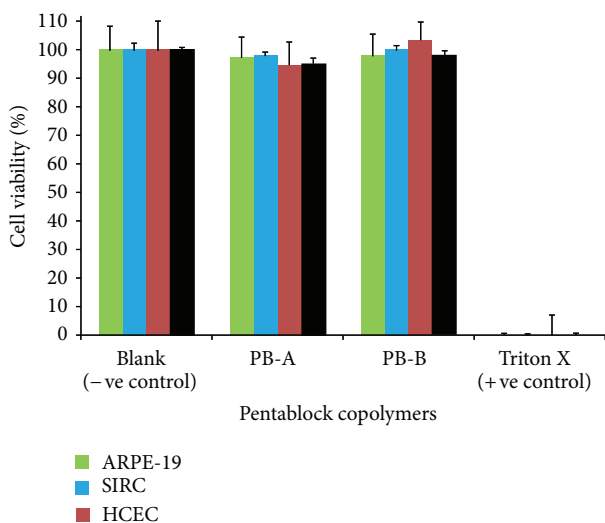 Cell viability (%)
110
100
90
80
70
60
50
40
30
20
10
0
Blank
(−ve control)
PB-A
PB-B
Triton X
(+ve control)
Pentablock copolymers
ARPE-19
SIRC
HCEC